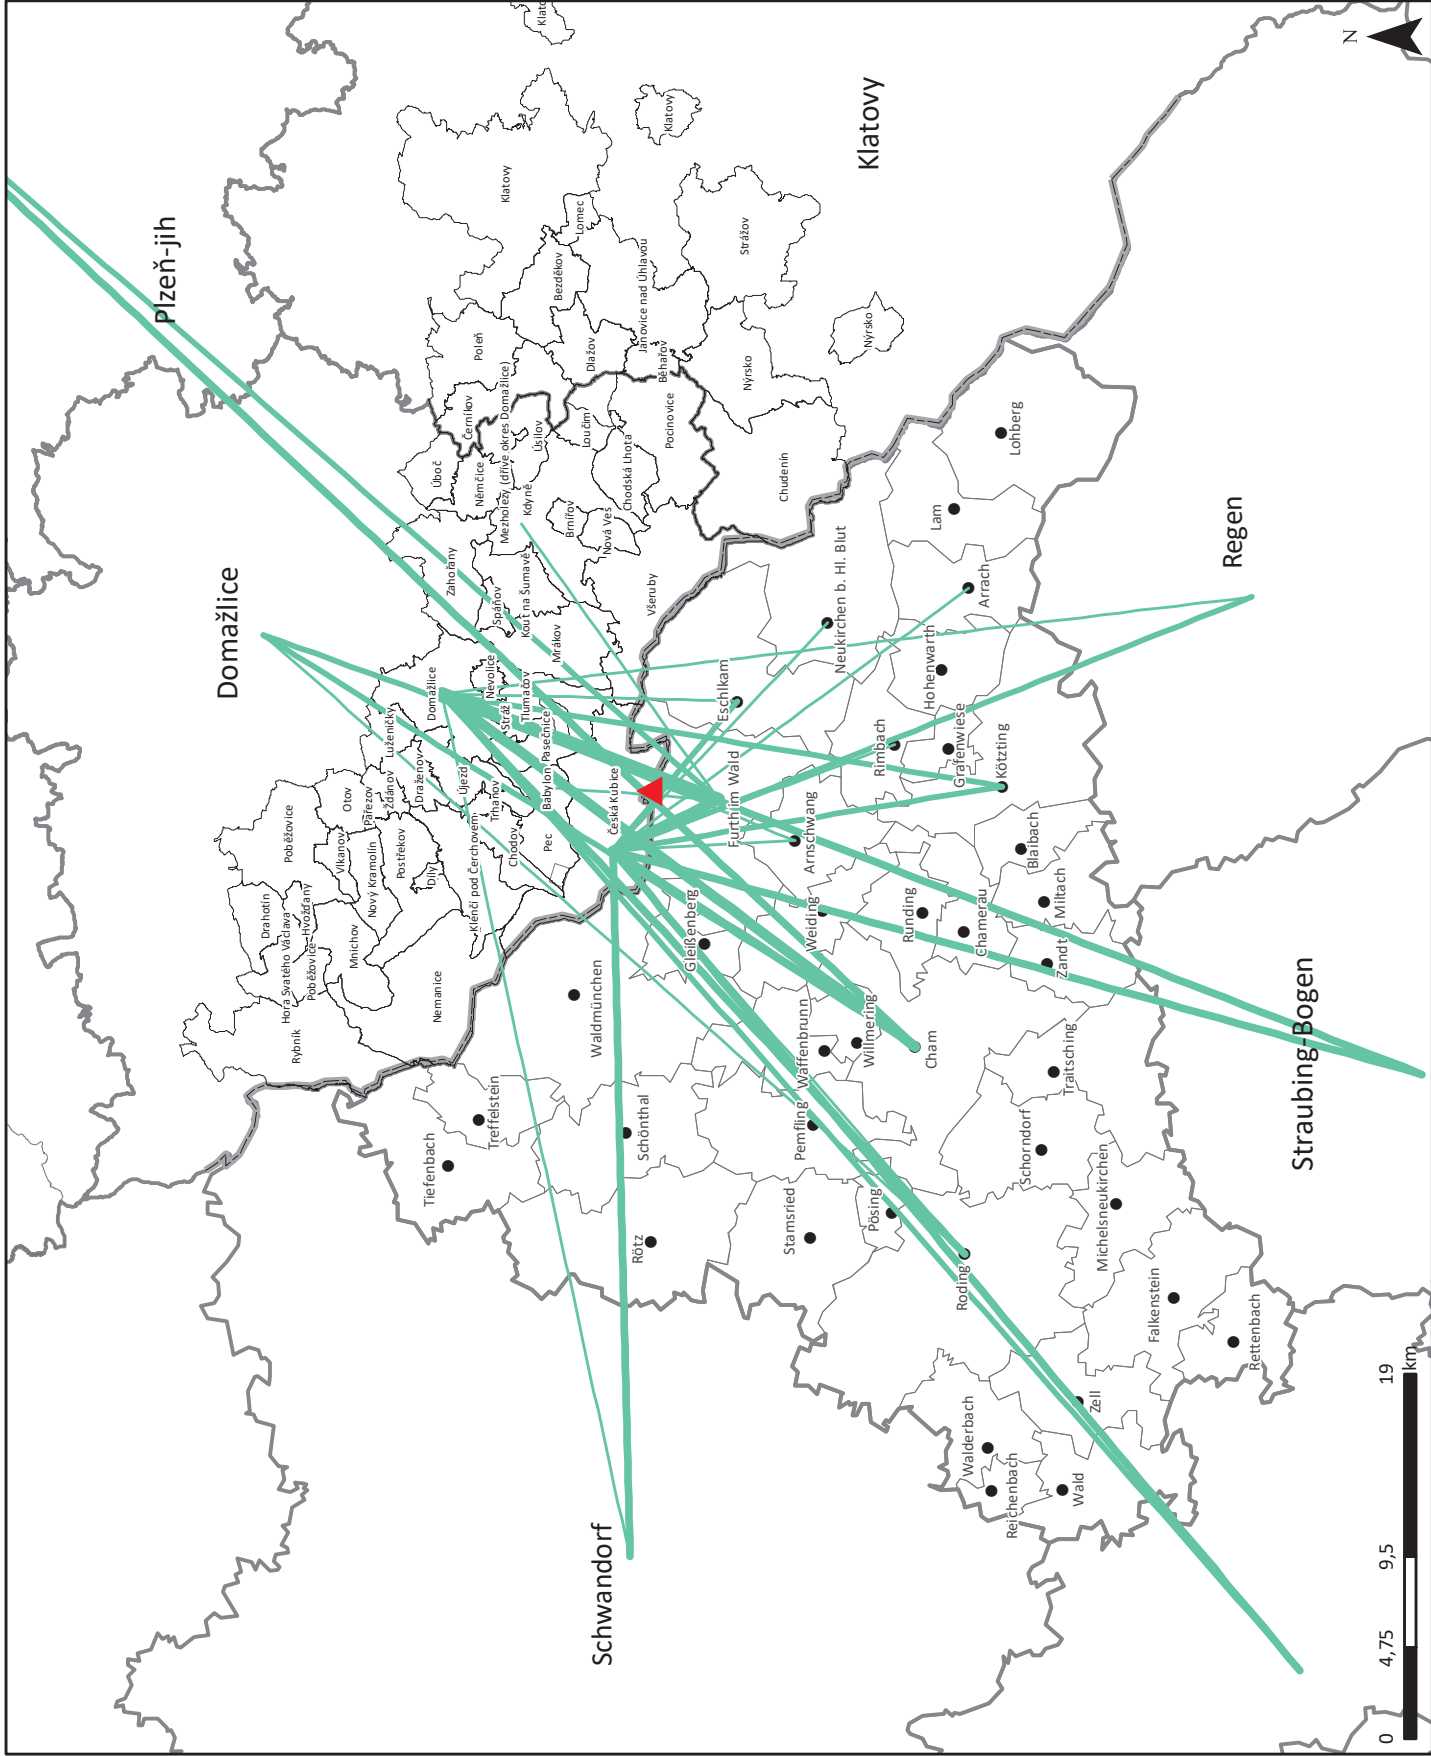 Klatovy
Klatovy
Klatovy
Klatovy
N
Plzeň-jih
Domažlice
Regen
Straubing-Bogen
Schwandorf
Lomec
Bezděkov
Strážov
Janovice nad Úhlavou
Poleň
Dlažov
Běhařov
Nýrsko
Nýrsko
Černíkov
Mezholezy (dříve okres Domažlice)
Úsilov
Loučim
Pocinovice
Chodská Lhota
Chudenín
Úboč
Němčice
Kdyně
Brnířov
Nová Ves
Všeruby
Zahořany
Spáňov
Kout na Šumavě
Mrákov
Domažlice
Nevolice
Stráž
Tlumačov
Pasečnice
Babylon
Česká Kubice
Luženičky
Draženov
Újezd
Trhanov
Chodov
Pec
Klenčí pod Čerchovem
Otov
Pařezov
Ždánov
Postřekov
Díly
Poběžovice
Vlkanov
Nový Kramolín
Drahotín
Hvožďany
Hora Svatého Václava
Poběžovice
Mnichov
Rybník
Nemanice
Lohberg
Lam
Arrach
Neukirchen b. Hl. Blut
Hohenwarth
Eschlkam
Grafenwiese
Rimbach
Kötzting
Furth im Wald
Arnschwang
Blaibach
Miltach
Zandt
Chamerau
Runding
Weiding
Gleißenberg
Waldmünchen
Willmering
Waffenbrunn
Cham
Traitsching
Pemfling
Schorndorf
Michelsneukirchen
Schönthal
Treffelstein
Tiefenbach
Rötz
Stamsried
Pösing
Roding
Falkenstein
Rettenbach
Zell
Wald
Walderbach
Reichenbach
0 4,75 9,5 19
km